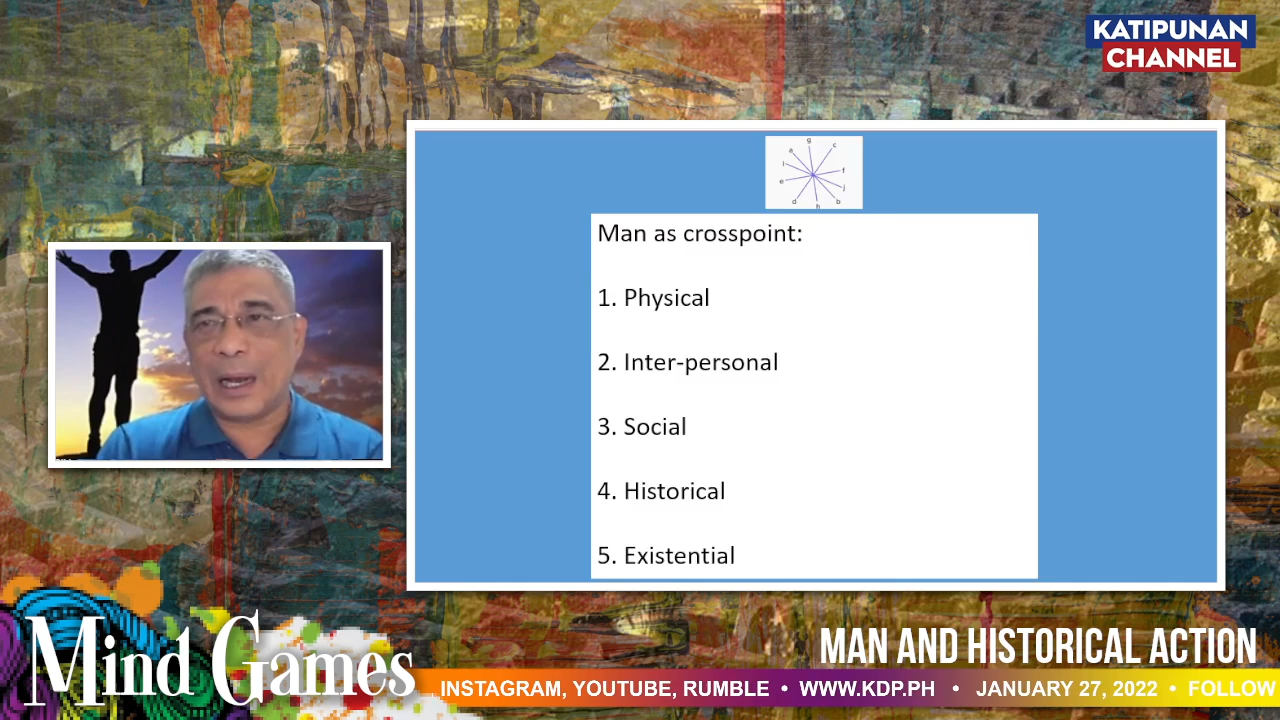 KATIPUNAN
CHANNEL
g
a
c
i
f
e
j
d
b
h
Man as crosspoint:
1. Physical
2. Inter-personal
3. Social
4. Historical
5. Existential
Mind Games
MAN AND HISTORICAL ACTION
INSTAGRAM, YOUTUBE, RUMBLE • WWW.KDP.PH • JANUARY 27, 2022 • FOLLOW